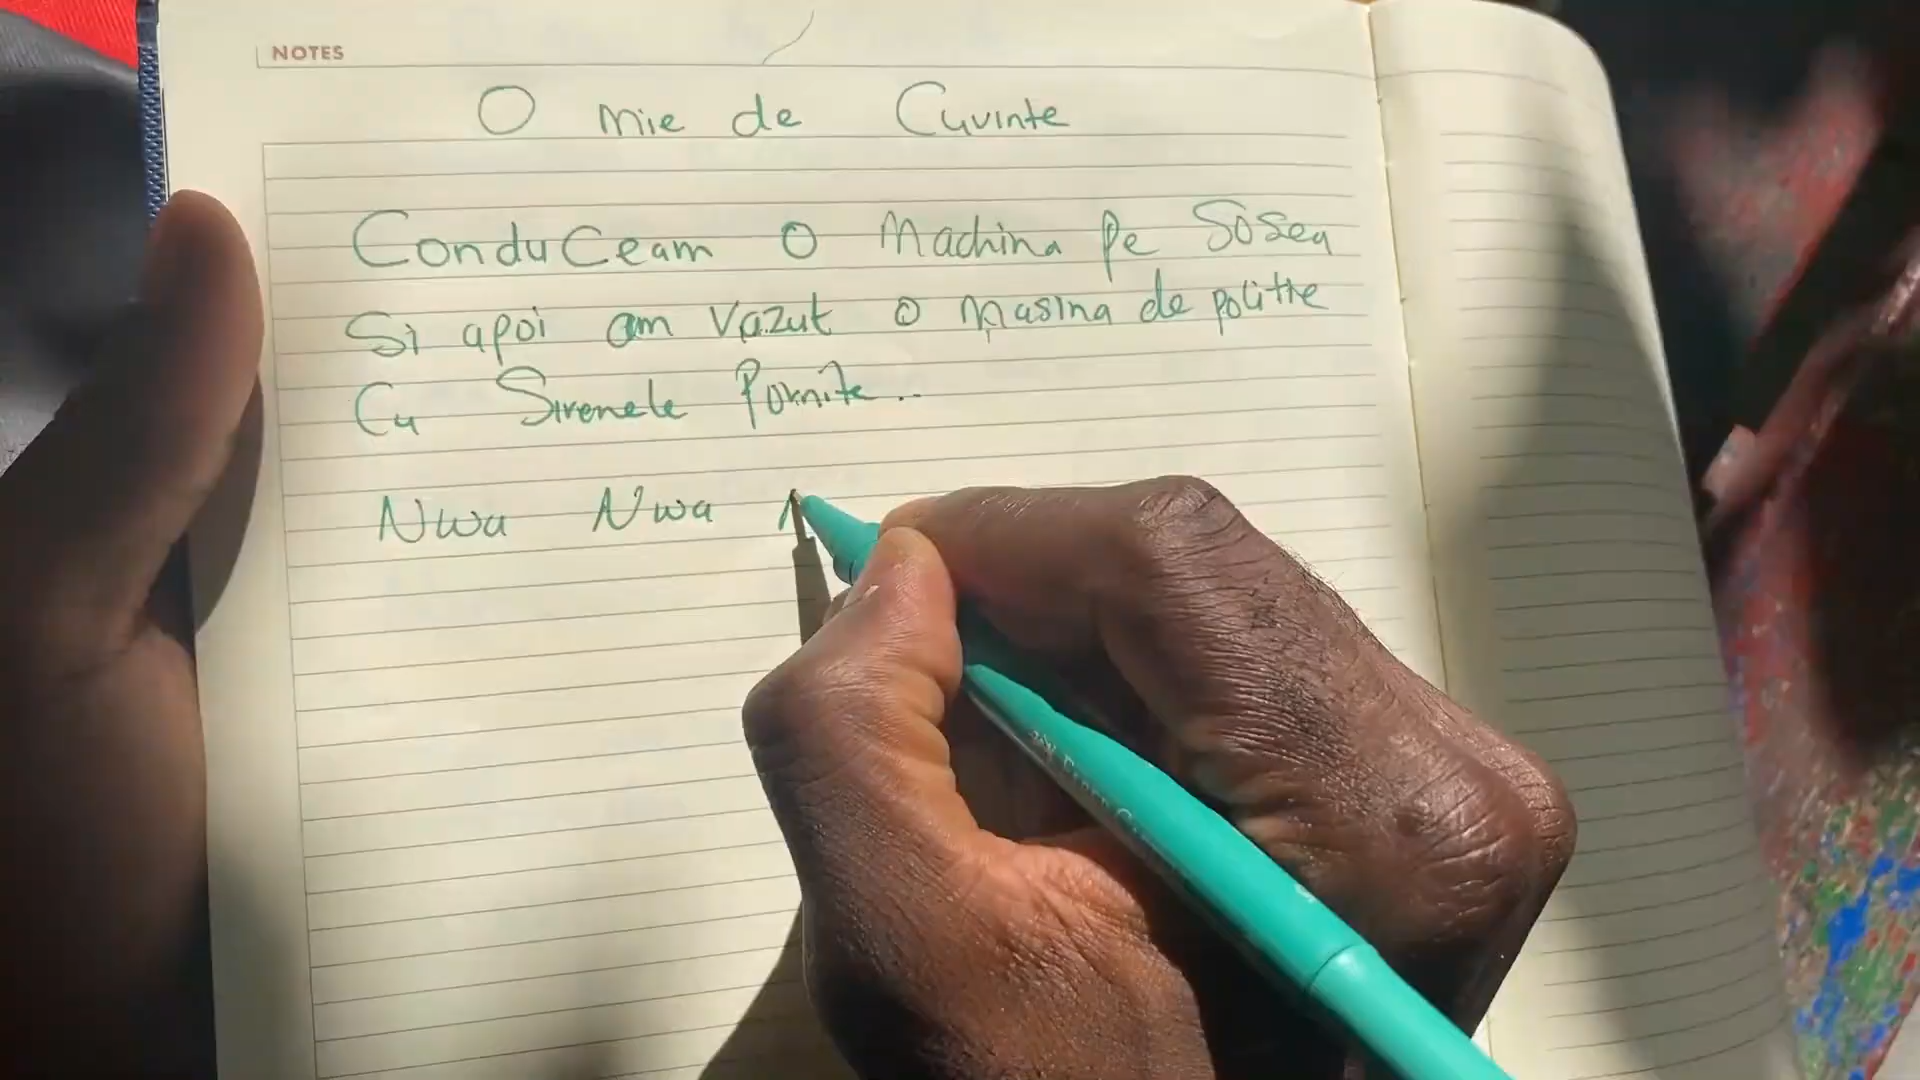 NOTES
O mie de Cuvinte
Conduceam o Machina pe Sosea
Si apoi am vazut o masina de politie
Cu Sirenele Pornite..
Nwa Nwa